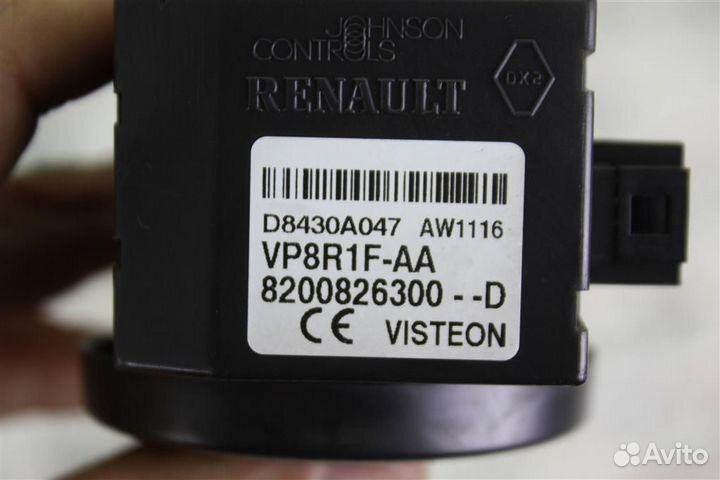 JOHNSON
CONTROLS
RENAULT
DX2
D8430A047 AW1116
VP8R1F-AA
8200826300--D
CE VISTEON
Avito